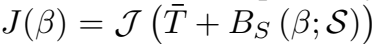 J(β) = 𝒥 (T̄ + B_S (β; 𝒮))